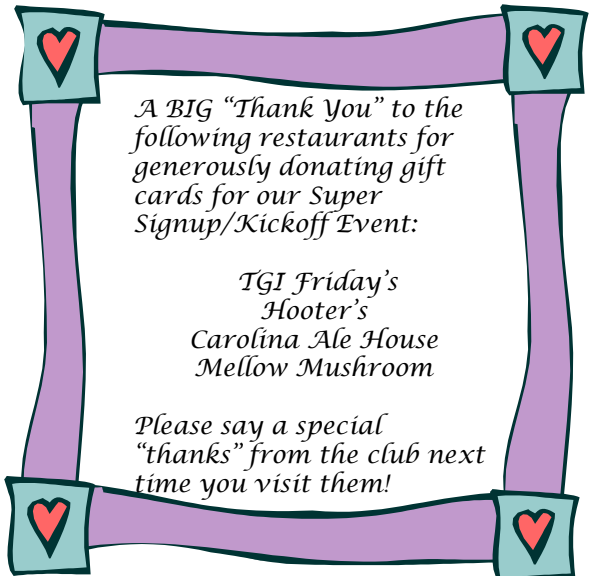 A BIG “Thank You” to the
following restaurants for
generously donating gift
cards for our Super
Signup/Kickoff Event:
TGI Friday’s
Hooter’s
Carolina Ale House
Mellow Mushroom
Please say a special
“thanks” from the club next
time you visit them!